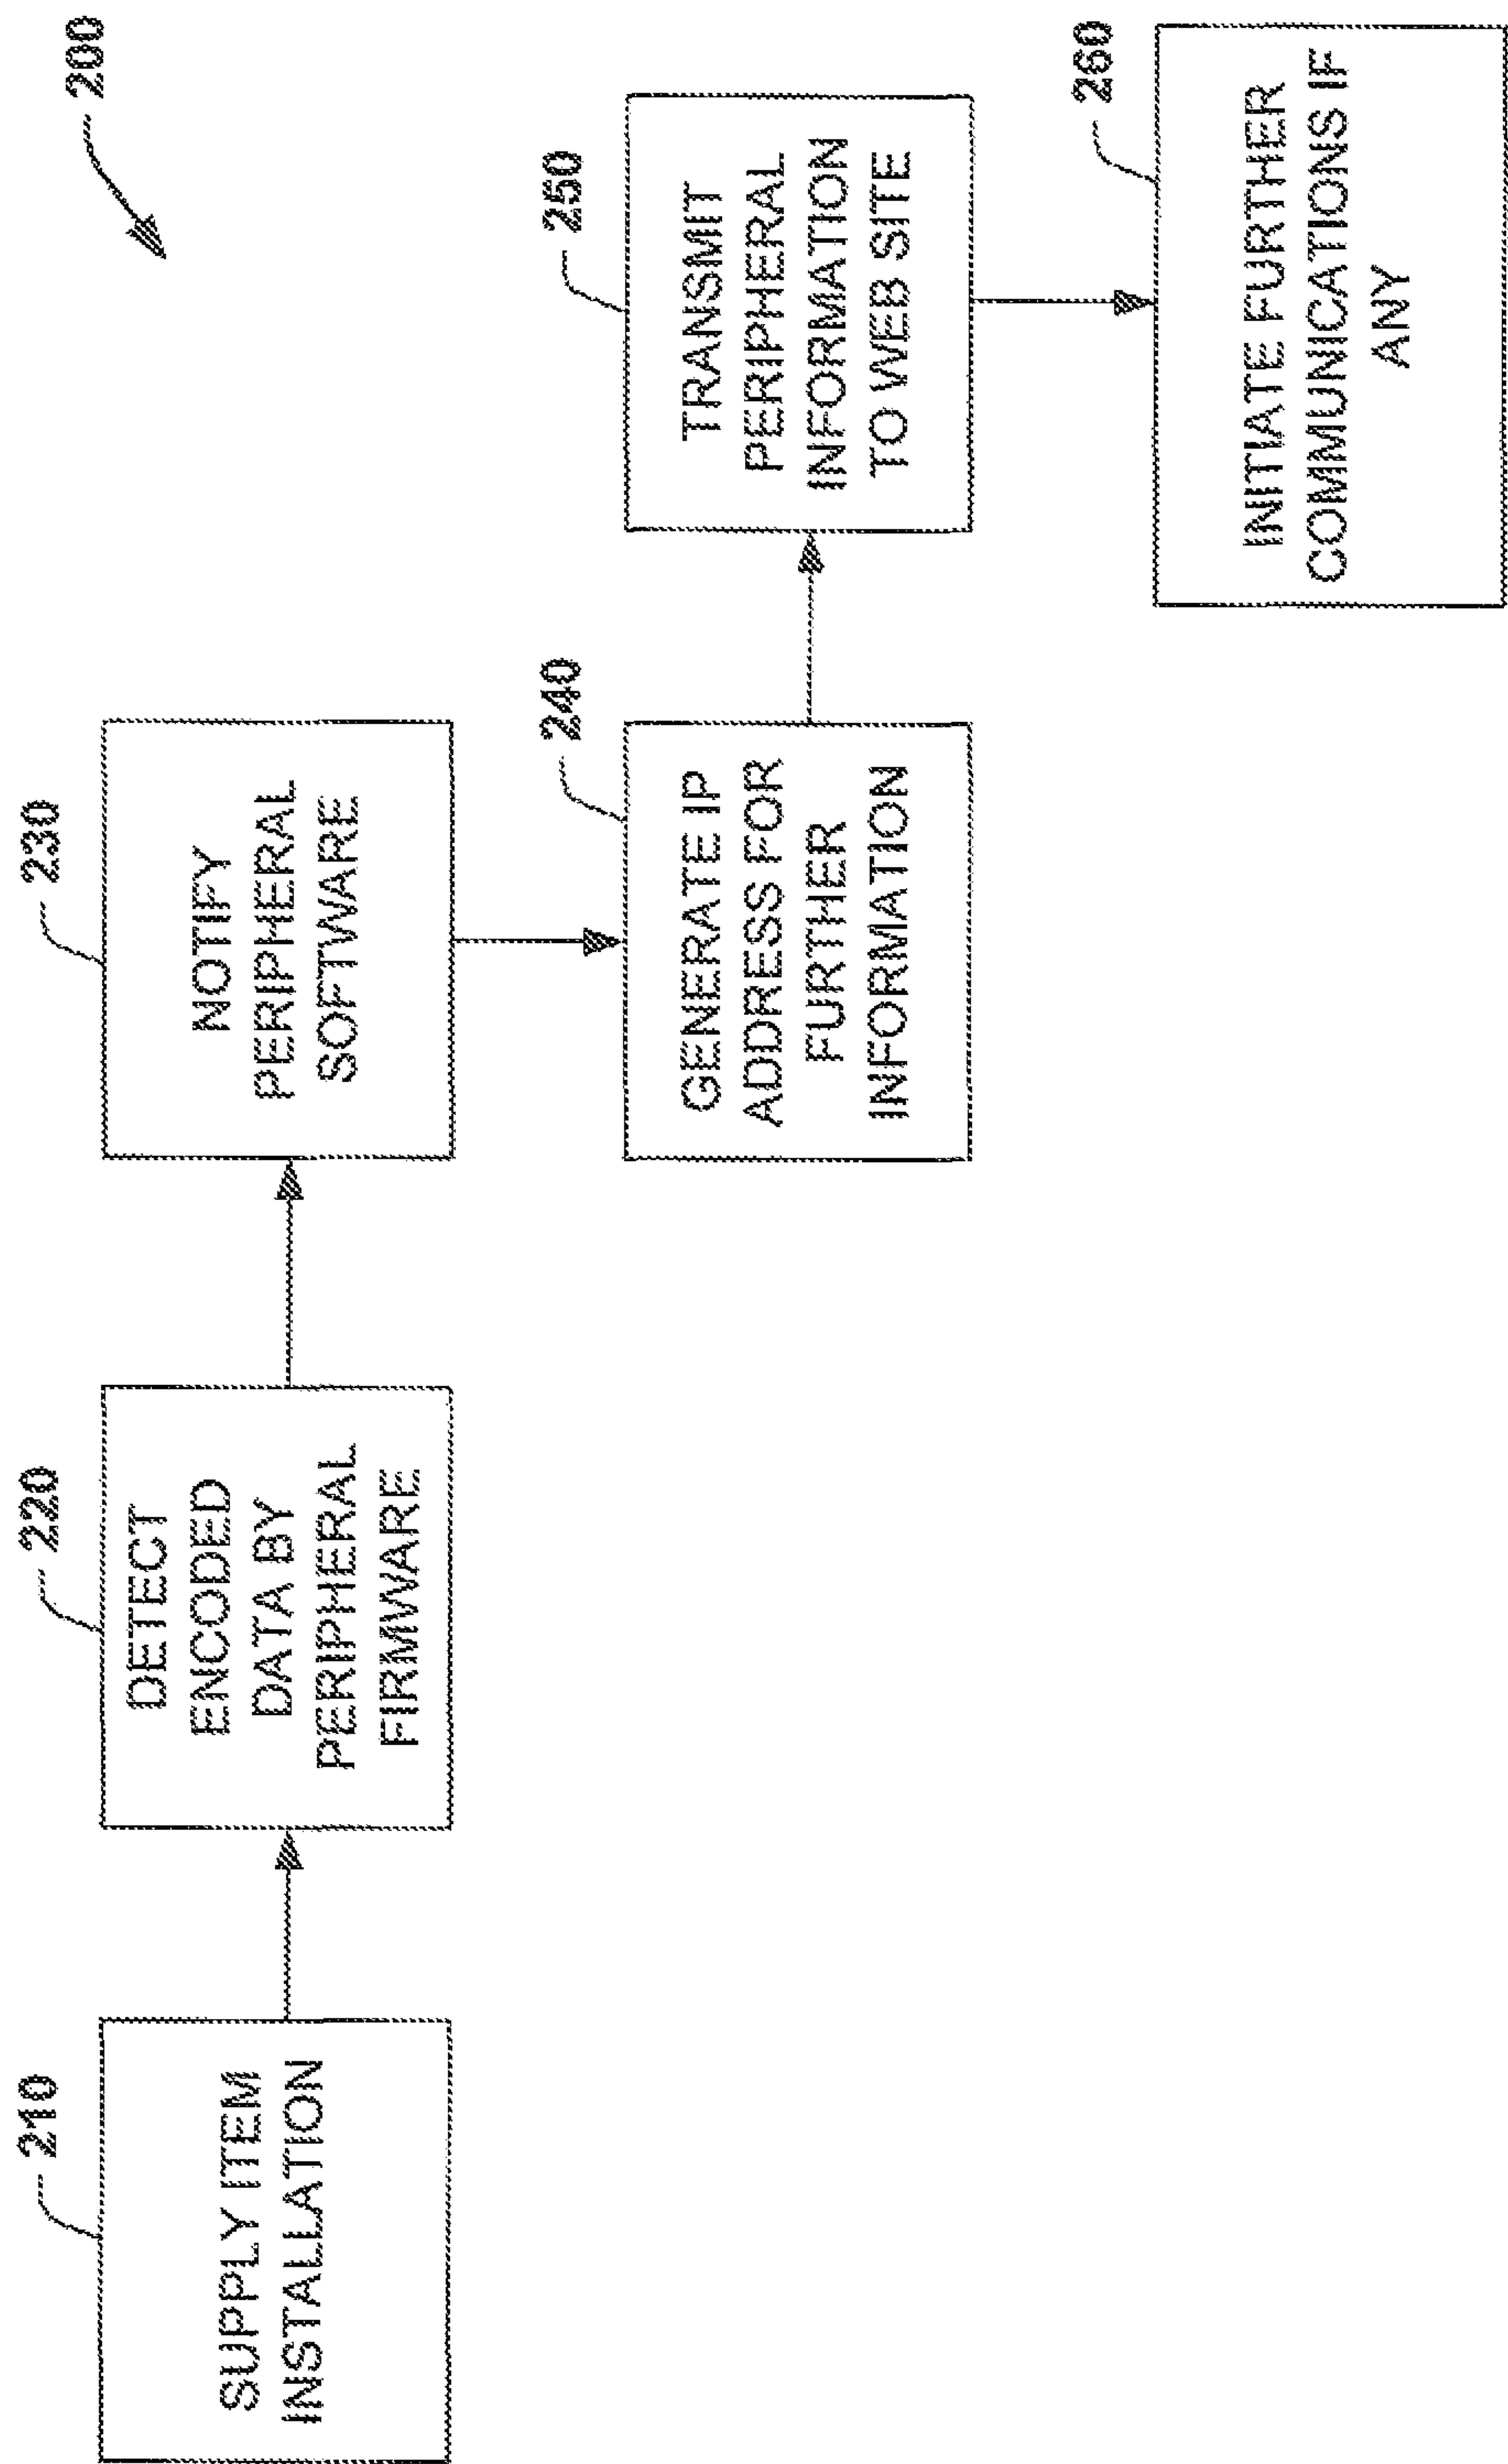 200
210
SUPPLY ITEM
INSTALLATION
220
DETECT
ENCODED
DATA BY
PERIPHERAL
FIRMWARE
230
NOTIFY
PERIPHERAL
SOFTWARE
240
GENERATE IP
ADDRESS FOR
FURTHER
INFORMATION
250
TRANSMIT
PERIPHERAL
INFORMATION
TO WEB SITE
260
INITIATE FURTHER
COMMUNICATIONS IF
ANY